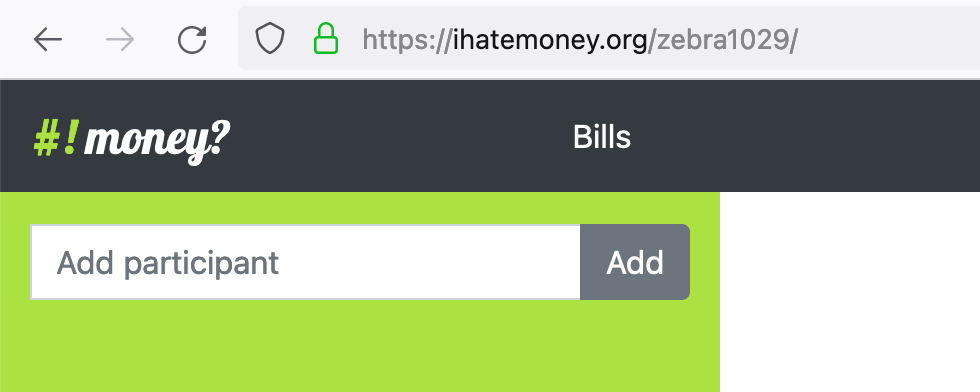 https://ihatemoney.org/zebra1029/
#! money?
Bills
Add participant
Add